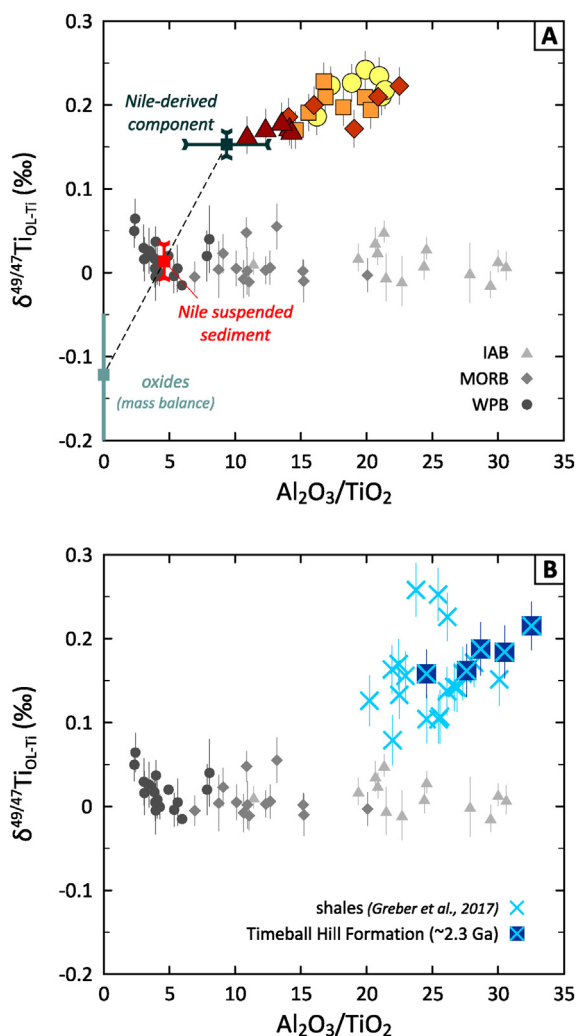 A
0.3
0.2
0.1
0
-0.1
-0.2
δ49/47TiOL-Ti (‰)
Nile-derived
component
Nile suspended
sediment
oxides
(mass balance)
IAB
MORB
WPB
0 5 10 15 20 25 30 35
Al2O3/TiO2
B
0.3
0.2
0.1
0
-0.1
-0.2
δ49/47TiOL-Ti (‰)
shales (Greber et al., 2017)
Timeball Hill Formation (~2.3 Ga)
0 5 10 15 20 25 30 35
Al2O3/TiO2